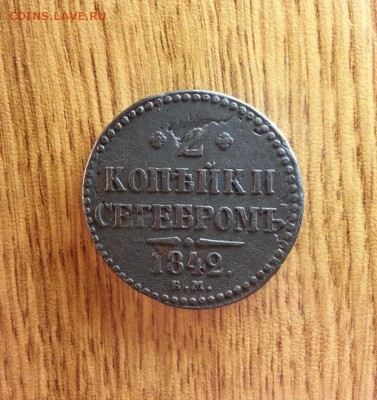 COINS.LAVE.RU
2
КОПѢЙКИ
СЕРЕБРОМЪ
1842.
Е.М.